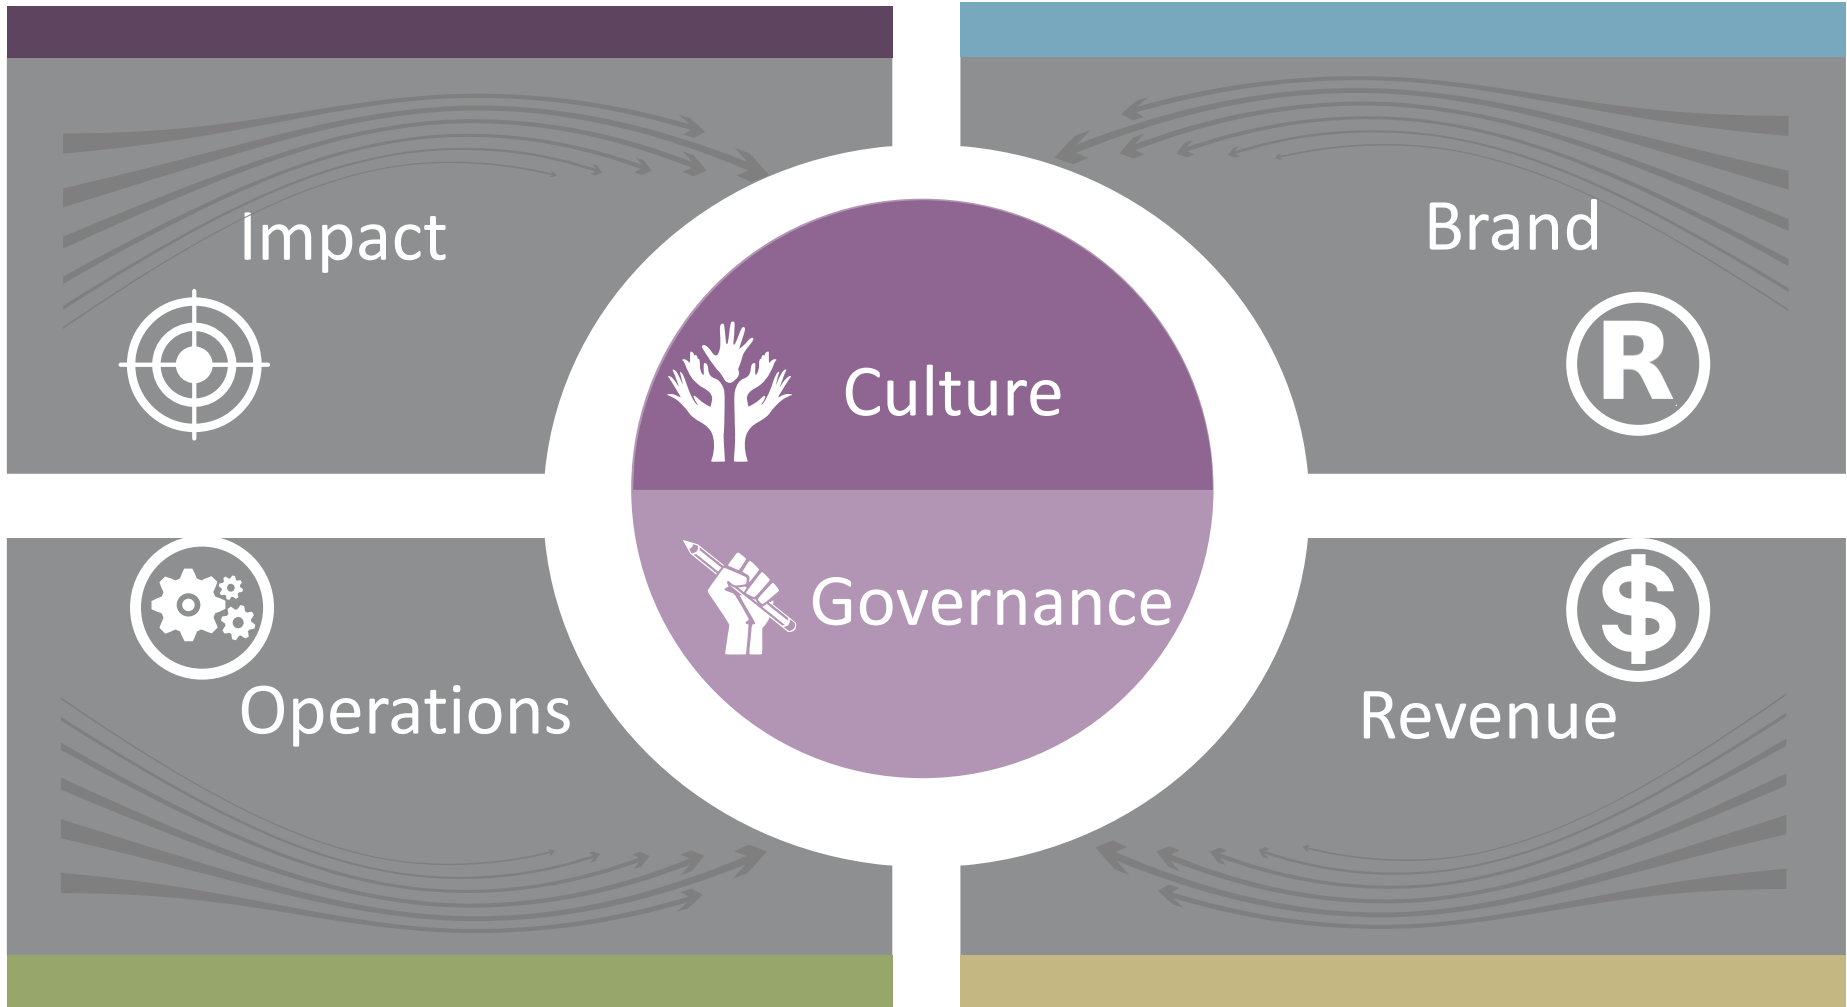 Impact
Brand
R
Culture
Governance
$
Operations
Revenue